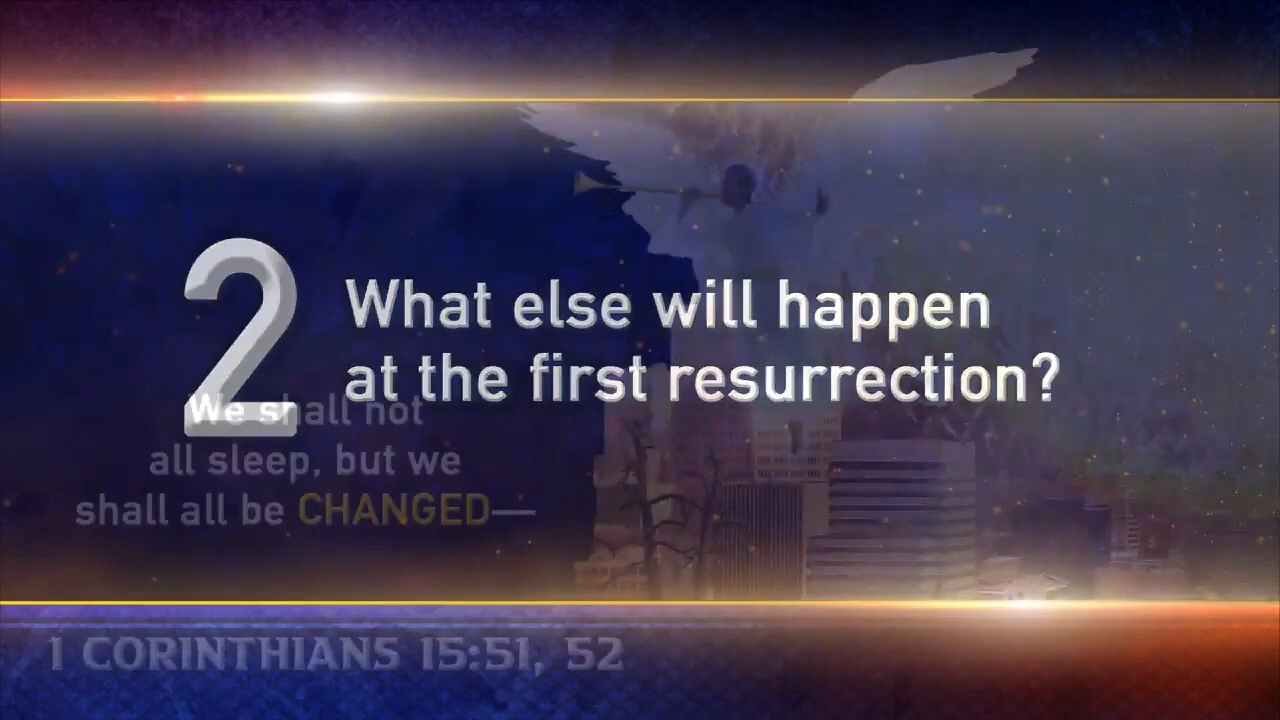 2
What else will happen
at the first resurrection?
We shall not
all sleep, but we
shall all be CHANGED—
1 CORINTHIANS 15:51, 52